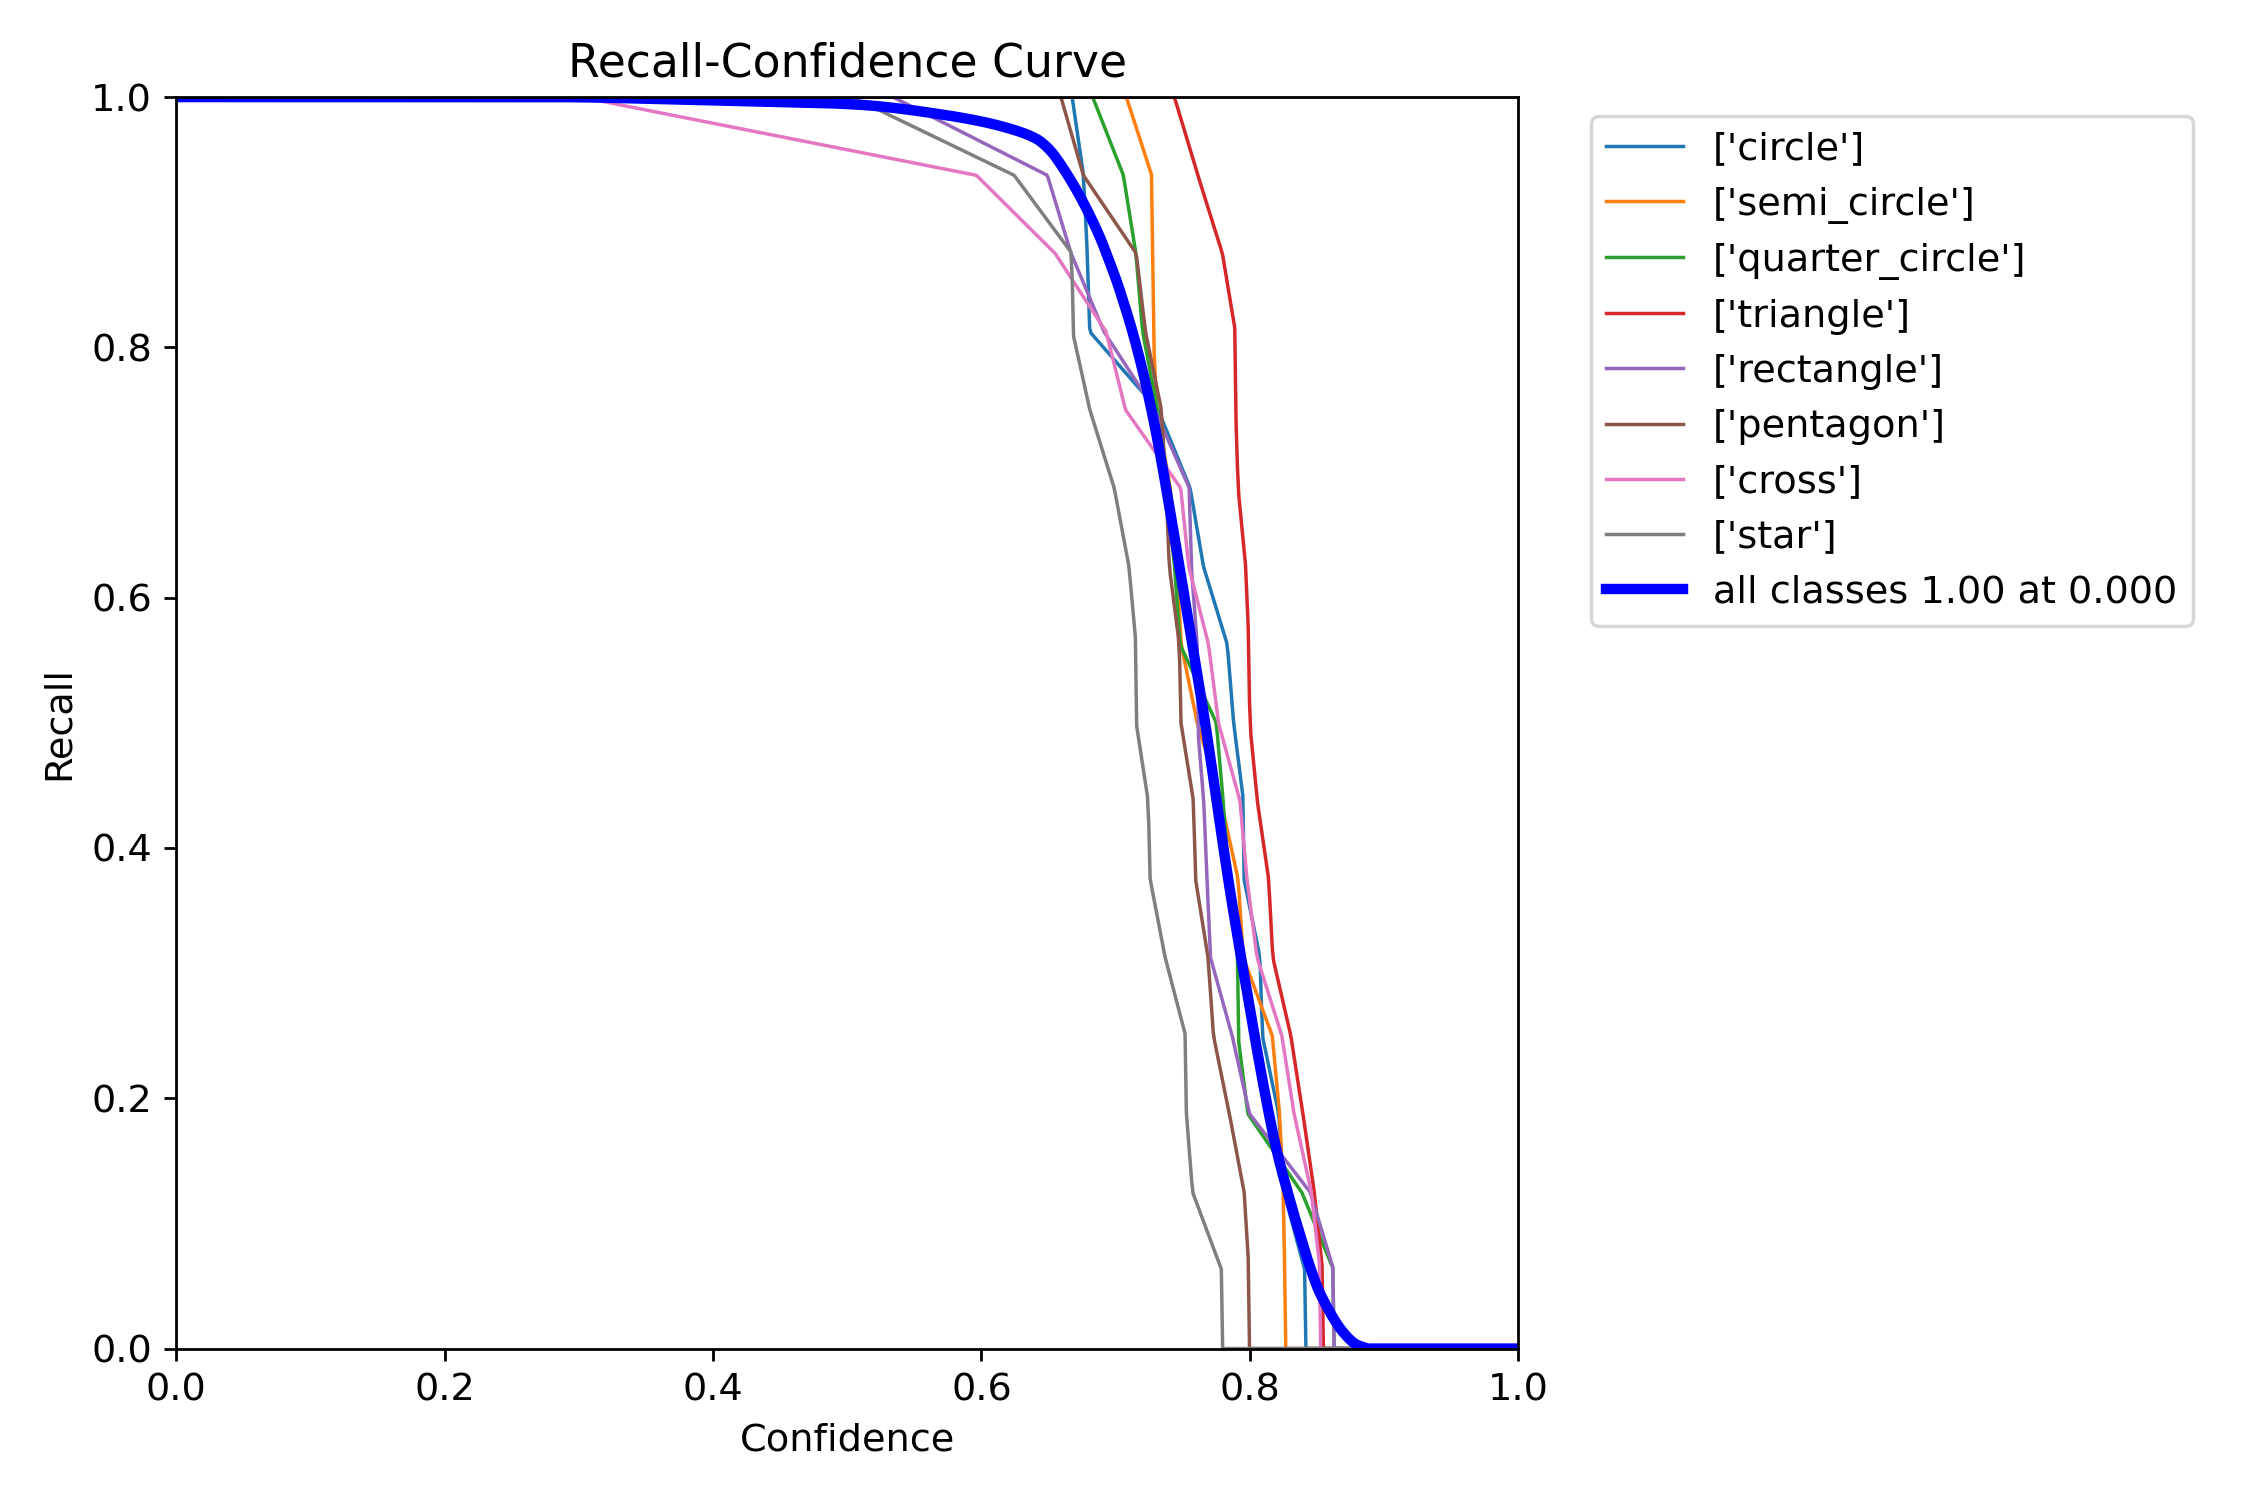 Recall-Confidence Curve
1.0
0.8
0.6
0.4
0.2
0.0
Recall
0.0 0.2 0.4 0.6 0.8 1.0
Confidence
['circle']
['semi_circle']
['quarter_circle']
['triangle']
['rectangle']
['pentagon']
['cross']
['star']
all classes 1.00 at 0.000